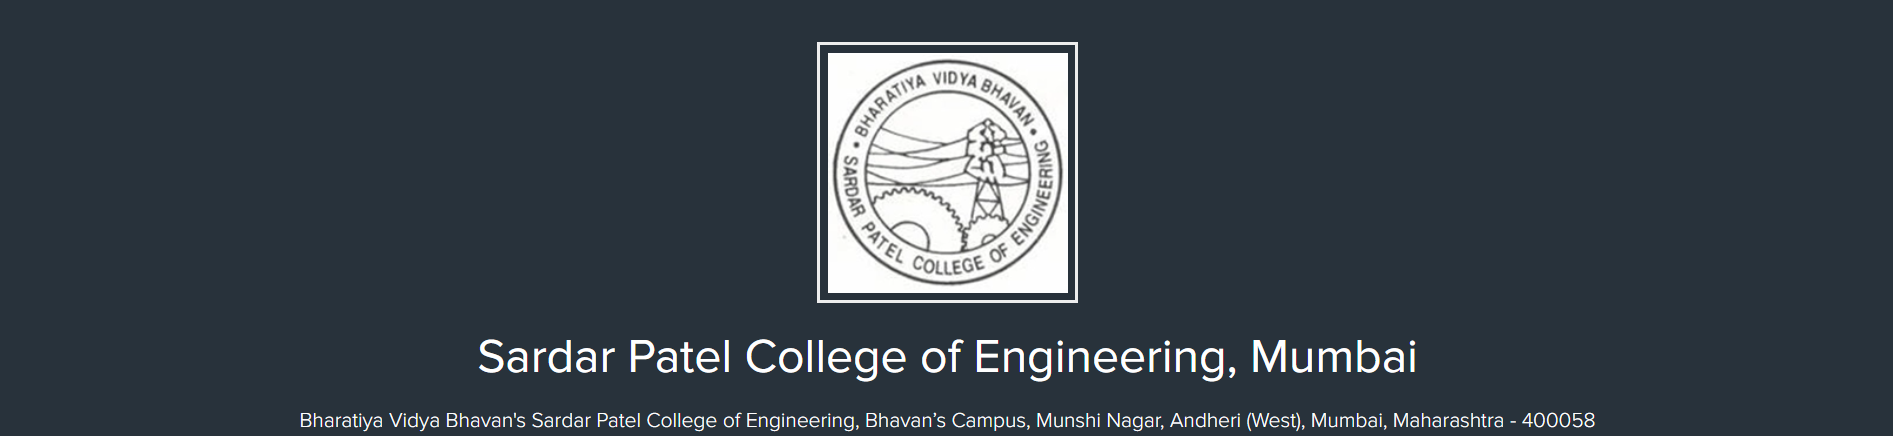 • BHARATIYA VIDYA BHAVAN •
SARDAR PATEL COLLEGE OF ENGINEERING
Sardar Patel College of Engineering, Mumbai
Bharatiya Vidya Bhavan's Sardar Patel College of Engineering, Bhavan’s Campus, Munshi Nagar, Andheri (West), Mumbai, Maharashtra - 400058